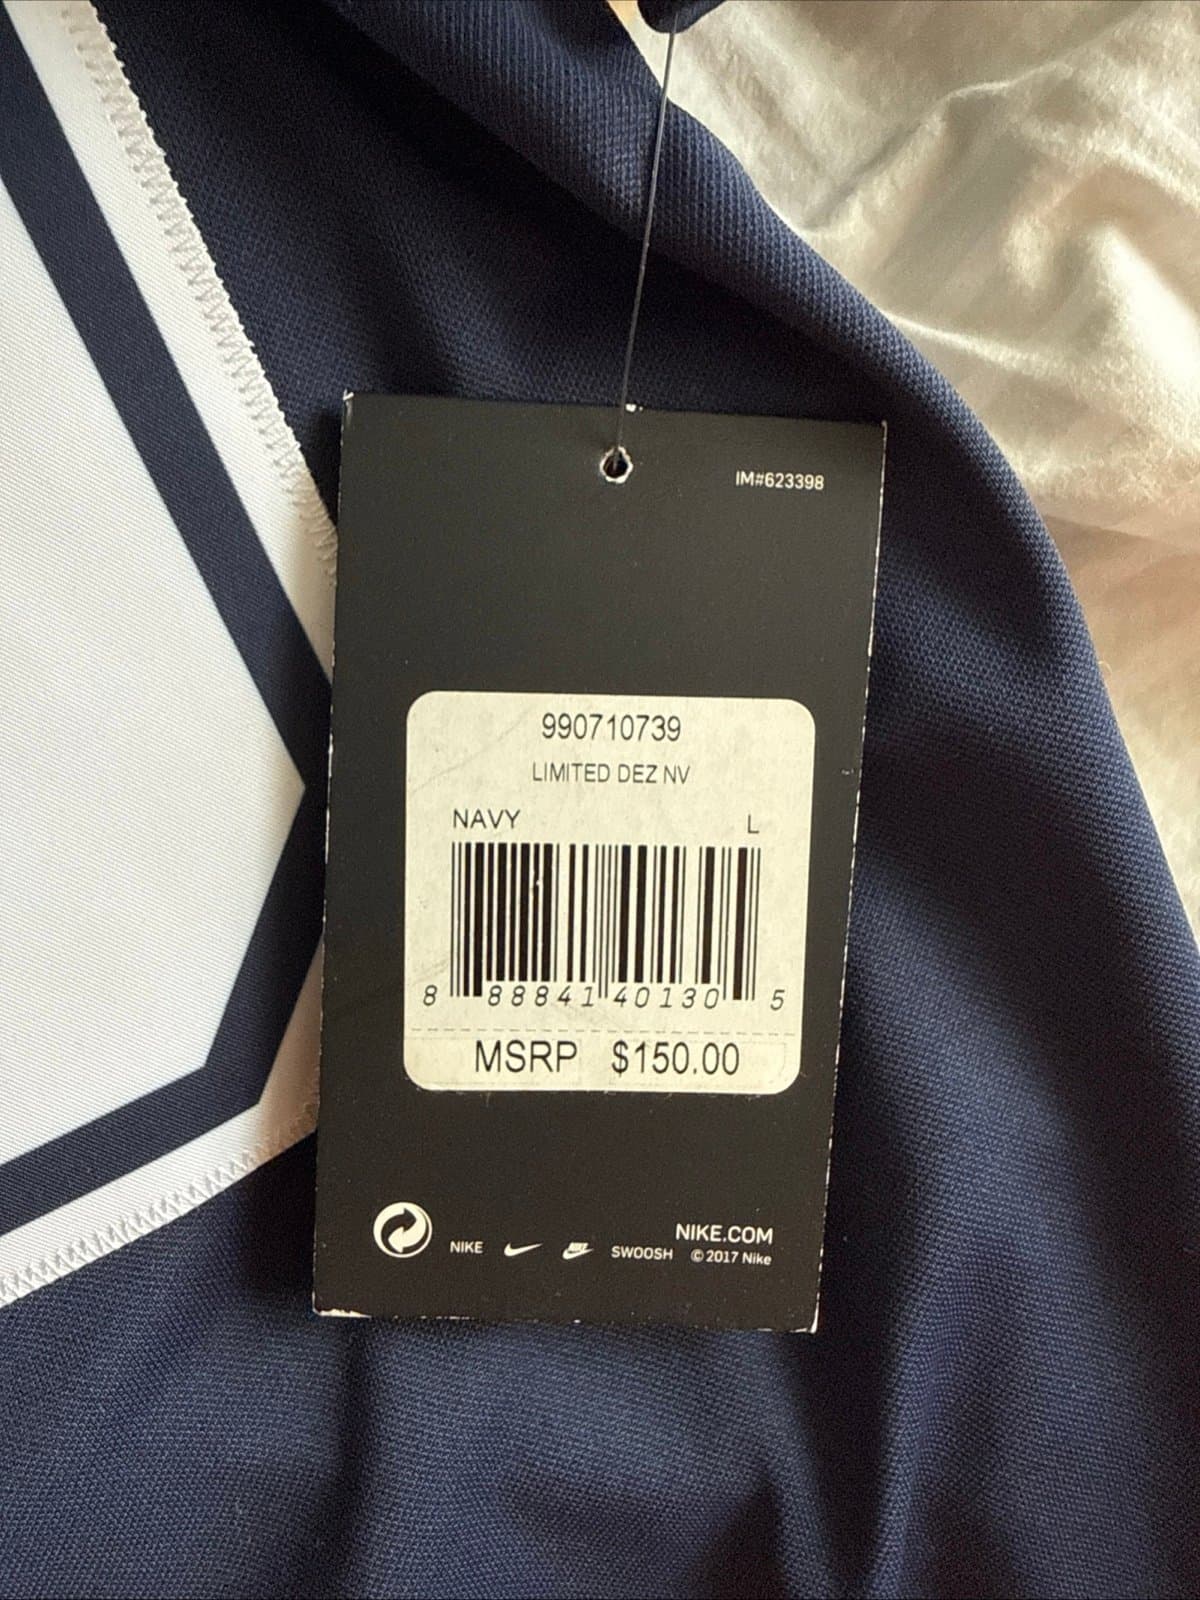 IM#623398
990710739
LIMITED DEZ NV
NAVY L
8 88841 40130 5
MSRP $150.00
NIKE.COM
NIKE NIKE SWOOSH © 2017 Nike